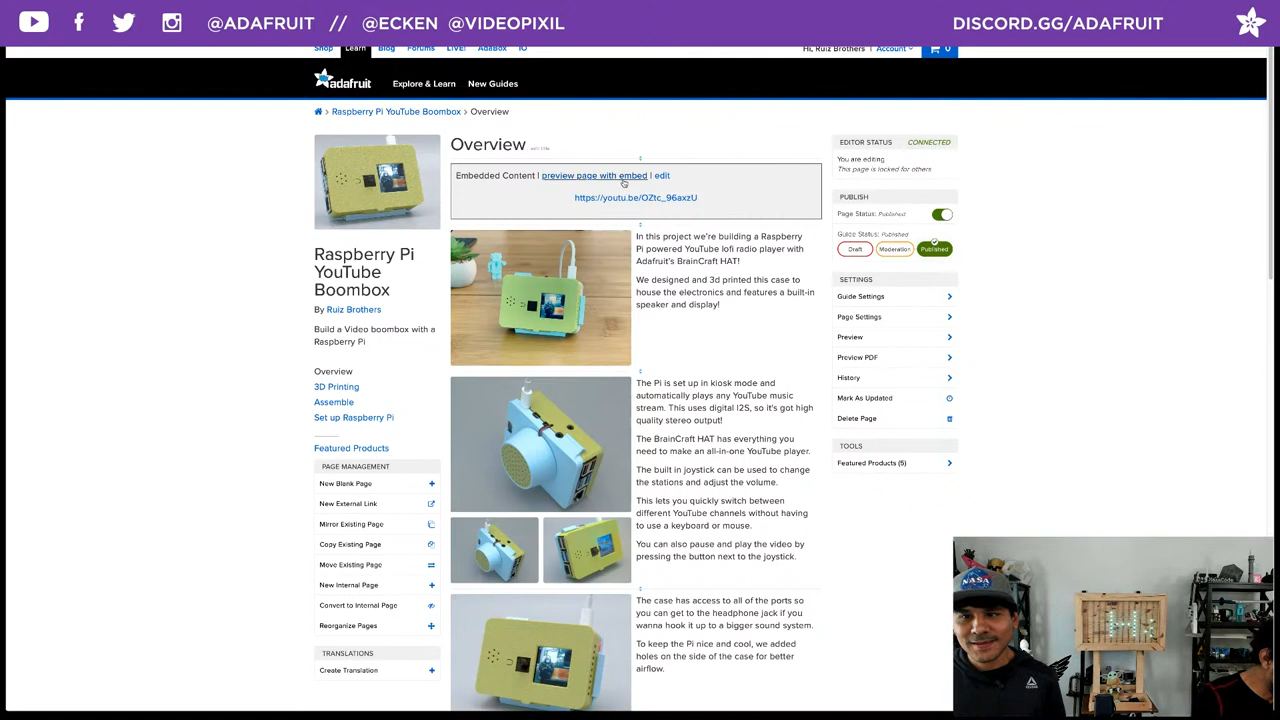 @ADAFRUIT // @ECKEN @VIDEOPIXIL
DISCORD.GG/ADAFRUIT
Shop Learn Blog Forums LIVE! AdaBox IO
Hi, Ruiz Brothers | Account 0
adafruit Explore & Learn New Guides
Raspberry Pi YouTube Boombox › Overview
Raspberry Pi
YouTube
Boombox
By Ruiz Brothers
Build a Video boombox with a
Raspberry Pi
Overview
3D Printing
Assemble
Set up Raspberry Pi
Featured Products
PAGE MANAGEMENT
New Blank Page
New External Link
Mirror Existing Page
Copy Existing Page
Move Existing Page
New Internal Page
Convert to Internal Page
Reorganize Pages
TRANSLATIONS
Create Translation
Overview edit title
Embedded Content | preview page with embed | edit
https://youtu.be/OZtc_96axzU
In this project we're building a Raspberry
Pi powered YouTube lofi radio player with
Adafruit's BrainCraft HAT!
We designed and 3d printed this case to
house the electronics and features a built-in
speaker and display!
The Pi is set up in kiosk mode and
automatically plays any YouTube music
stream. This uses digital I2S, so it's got high
quality stereo output!
The BrainCraft HAT has everything you
need to make an all-in-one YouTube player.
The built in joystick can be used to change
the stations and adjust the volume.
This lets you quickly switch between
different YouTube channels without having
to use a keyboard or mouse.
You can also pause and play the video by
pressing the button next to the joystick.
The case has access to all of the ports so
you can get to the headphone jack if you
wanna hook it up to a bigger sound system.
To keep the Pi nice and cool, we added
holes on the side of the case for better
airflow.
EDITOR STATUS CONNECTED
You are editing
This page is locked for others
PUBLISH
Page Status: Published
Guide Status: Published
Draft Moderation Published
SETTINGS
Guide Settings
Page Settings
Preview
Preview PDF
History
Mark As Updated
Delete Page
TOOLS
Featured Products (5)
NASA